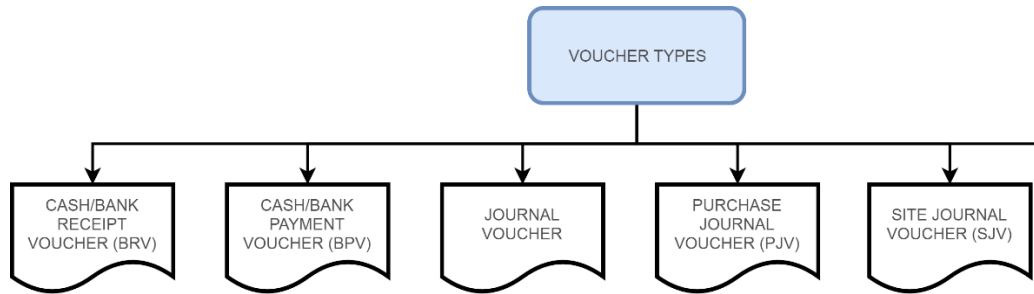 VOUCHER TYPES
CASH/BANK
RECEIPT
VOUCHER (BRV)
CASH/BANK
PAYMENT
VOUCHER (BPV)
JOURNAL
VOUCHER
PURCHASE
JOURNAL
VOUCHER (PJV)
SITE JOURNAL
VOUCHER (SJV)